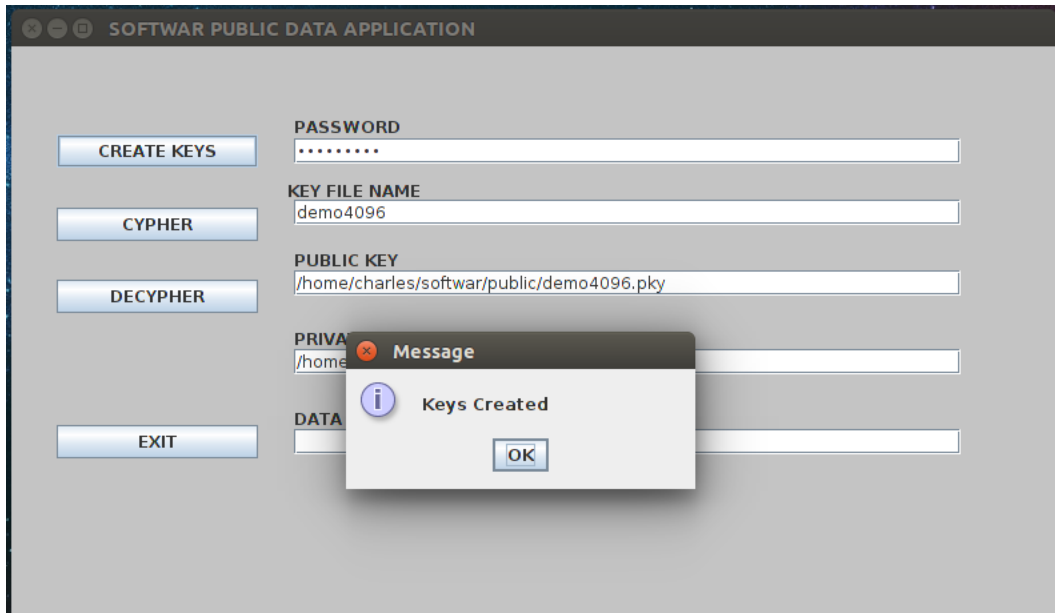 SOFTWAR PUBLIC DATA APPLICATION
PASSWORD
CREATE KEYS
•••••••••
KEY FILE NAME
demo4096
CYPHER
PUBLIC KEY
/home/charles/softwar/public/demo4096.pky
DECYPHER
Message
/home
Keys Created
DATA
EXIT
OK